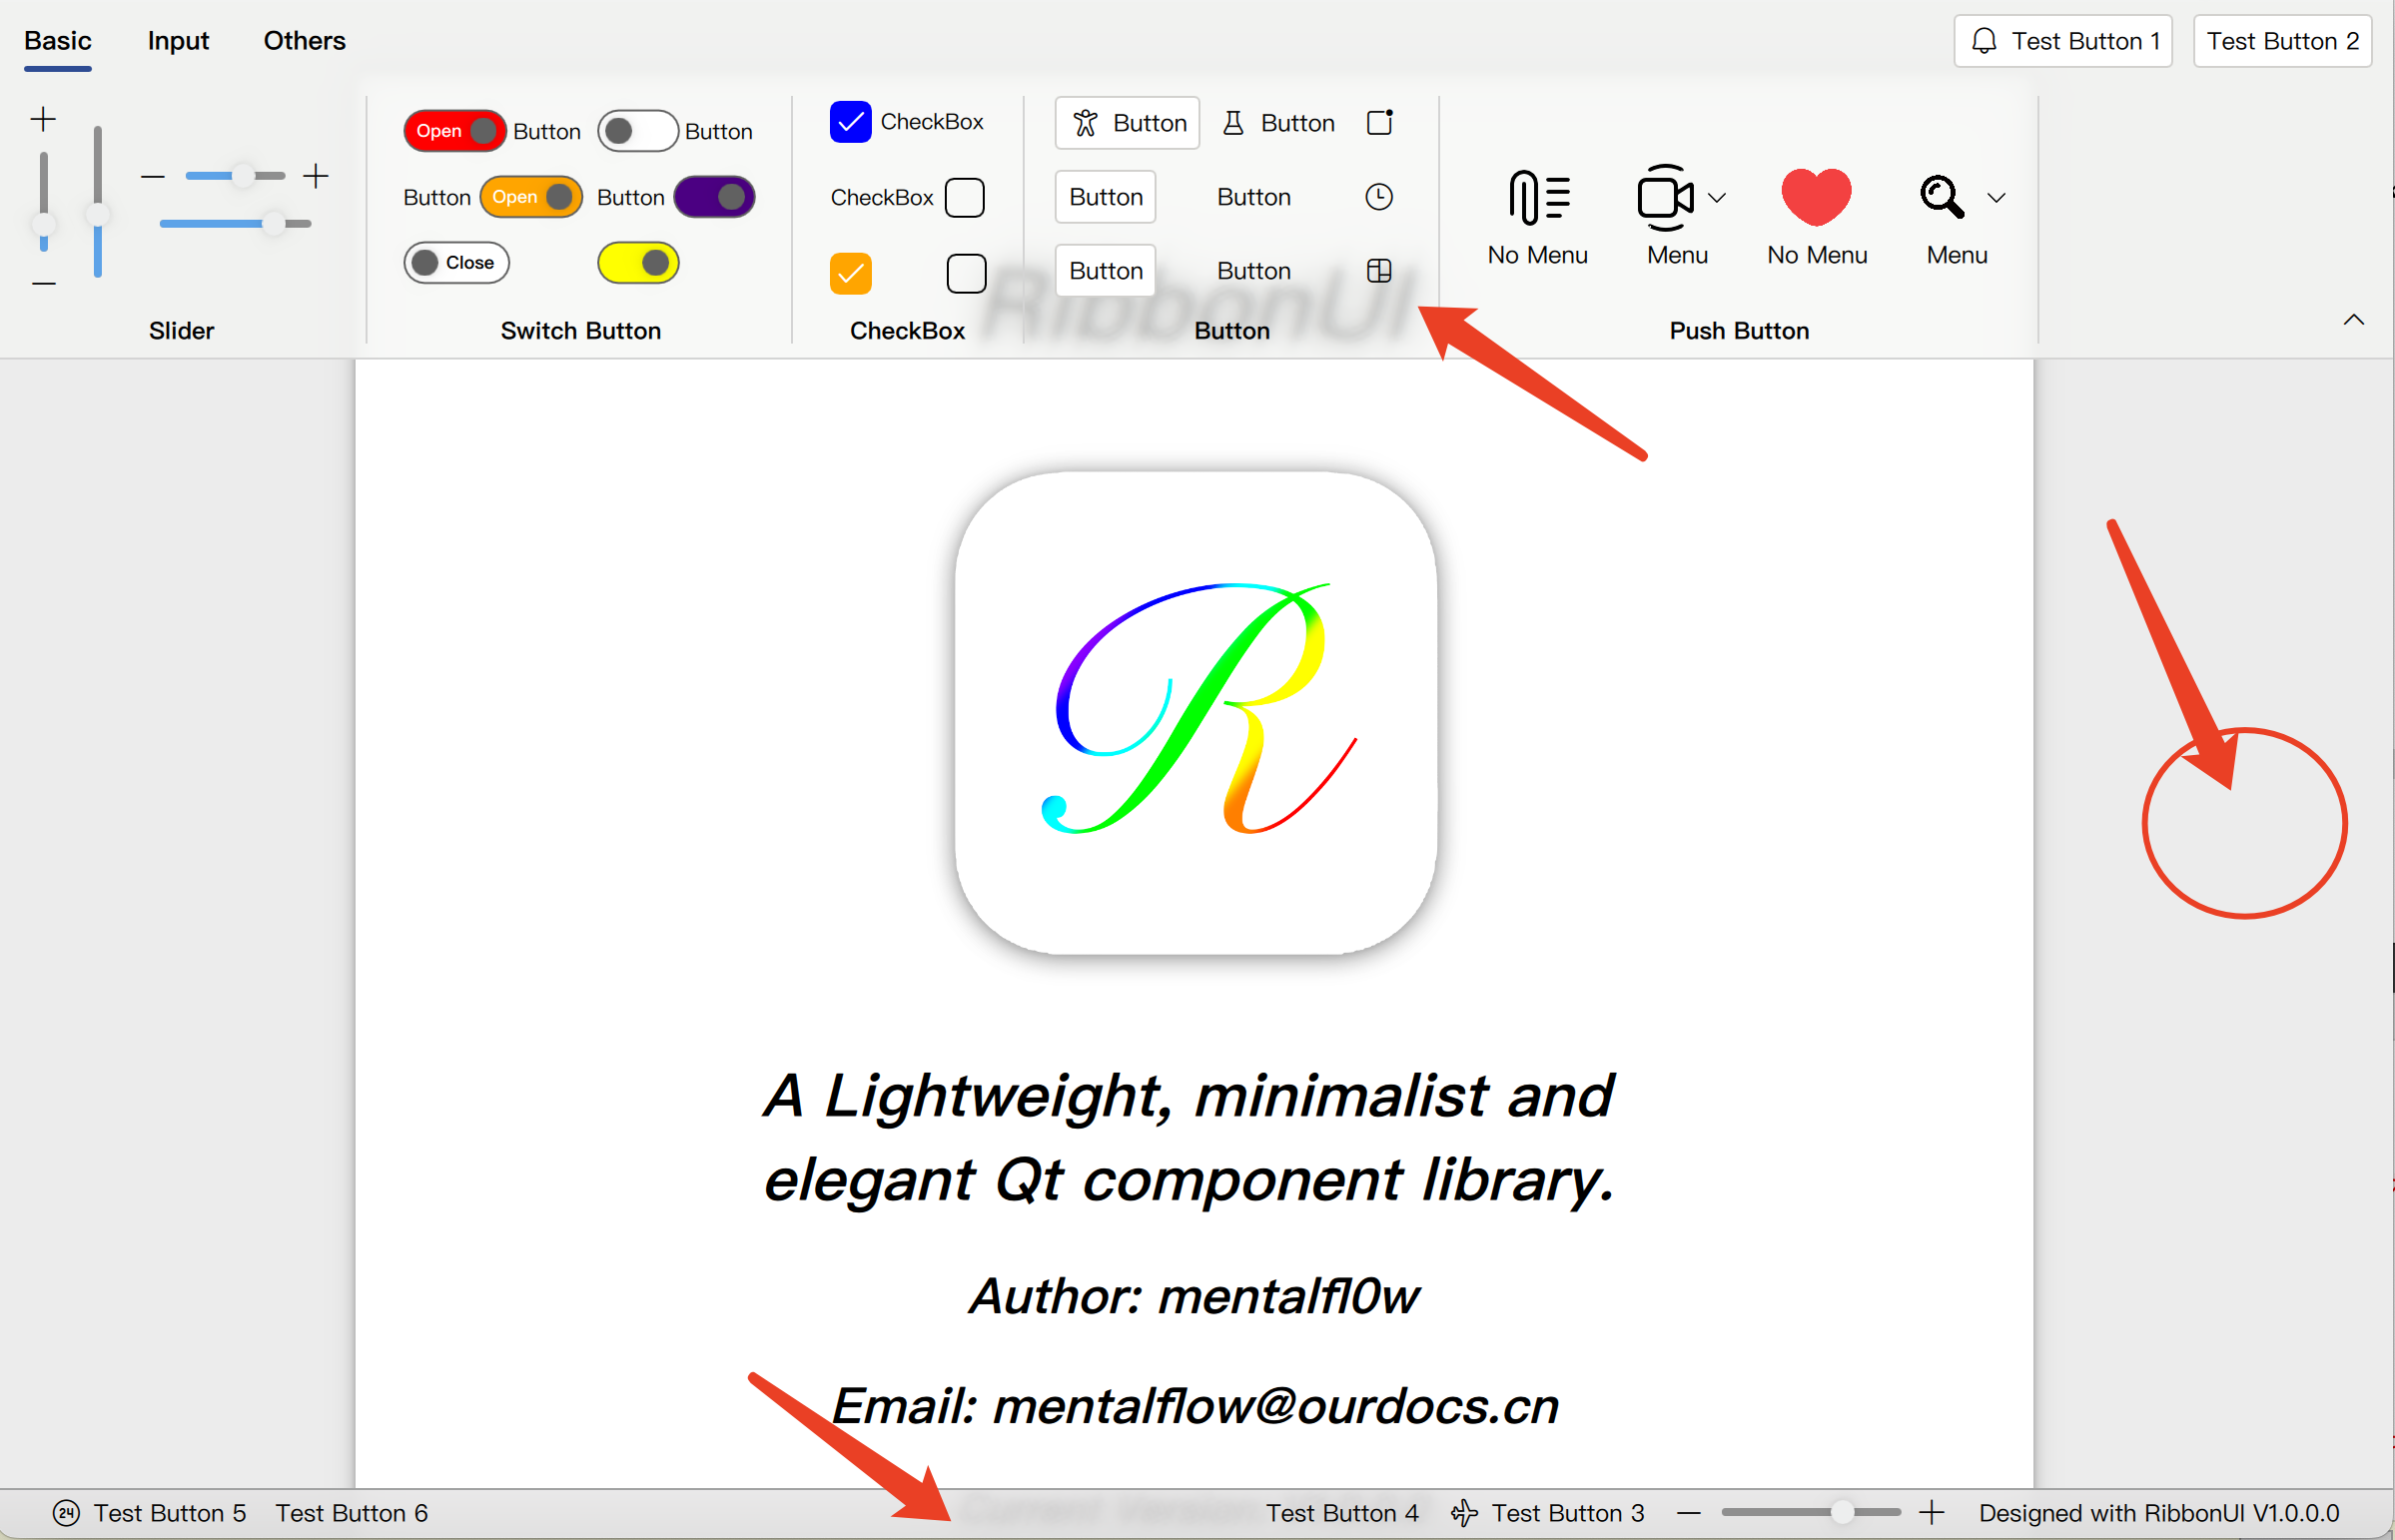 Basic Input Others Test Button 1 Test Button 2
Open Button Button CheckBox Button Button
Button Open Button CheckBox Button Button
No Menu Menu No Menu Menu
Close Button Button
RibbonUI
Slider Switch Button CheckBox Button Push Button
R
A Lightweight, minimalist and
elegant Qt component library.
Author: mentalfl0w
Email: mentalflow@ourdocs.cn
Current Version:
24 Test Button 5 Test Button 6 Test Button 4 Test Button 3 Designed with RibbonUI V1.0.0.0